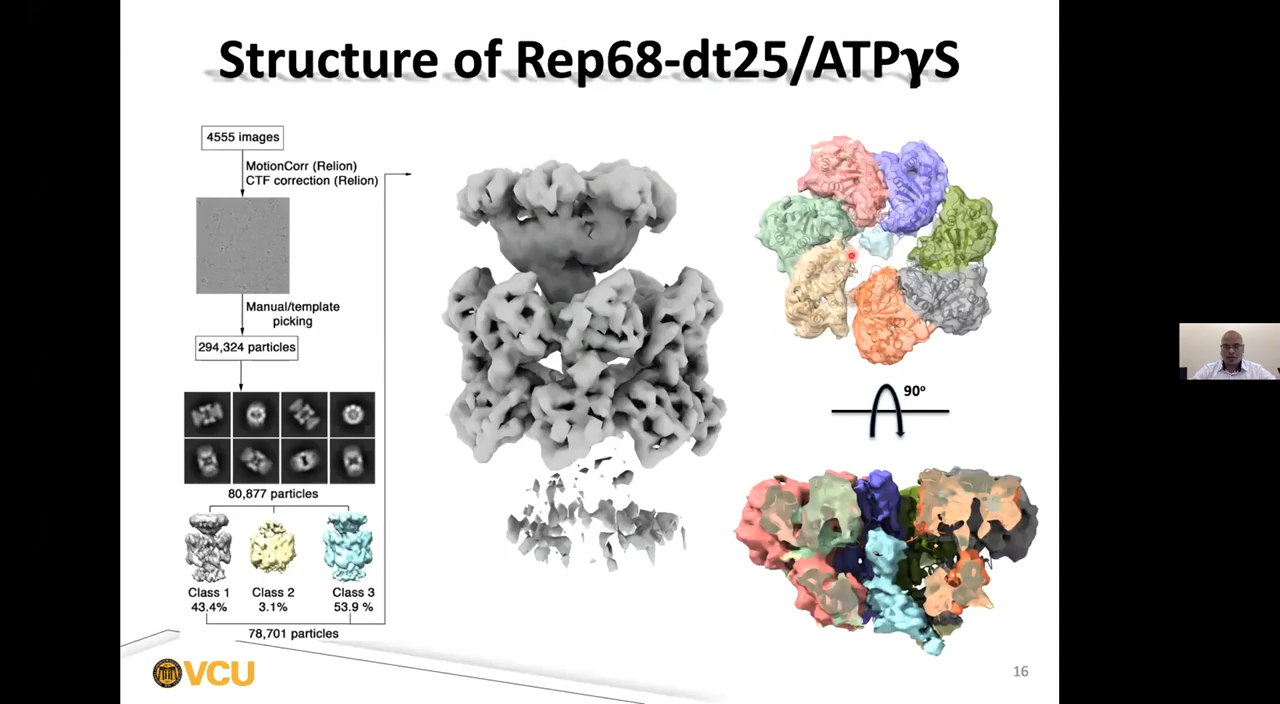 Structure of Rep68-dt25/ATPγS
4555 images
MotionCorr (Relion)
CTF correction (Relion)
Manual/template
picking
294,324 particles
80,877 particles
Class 1
43.4%
Class 2
3.1%
Class 3
53.9 %
78,701 particles
90º
VCU
16